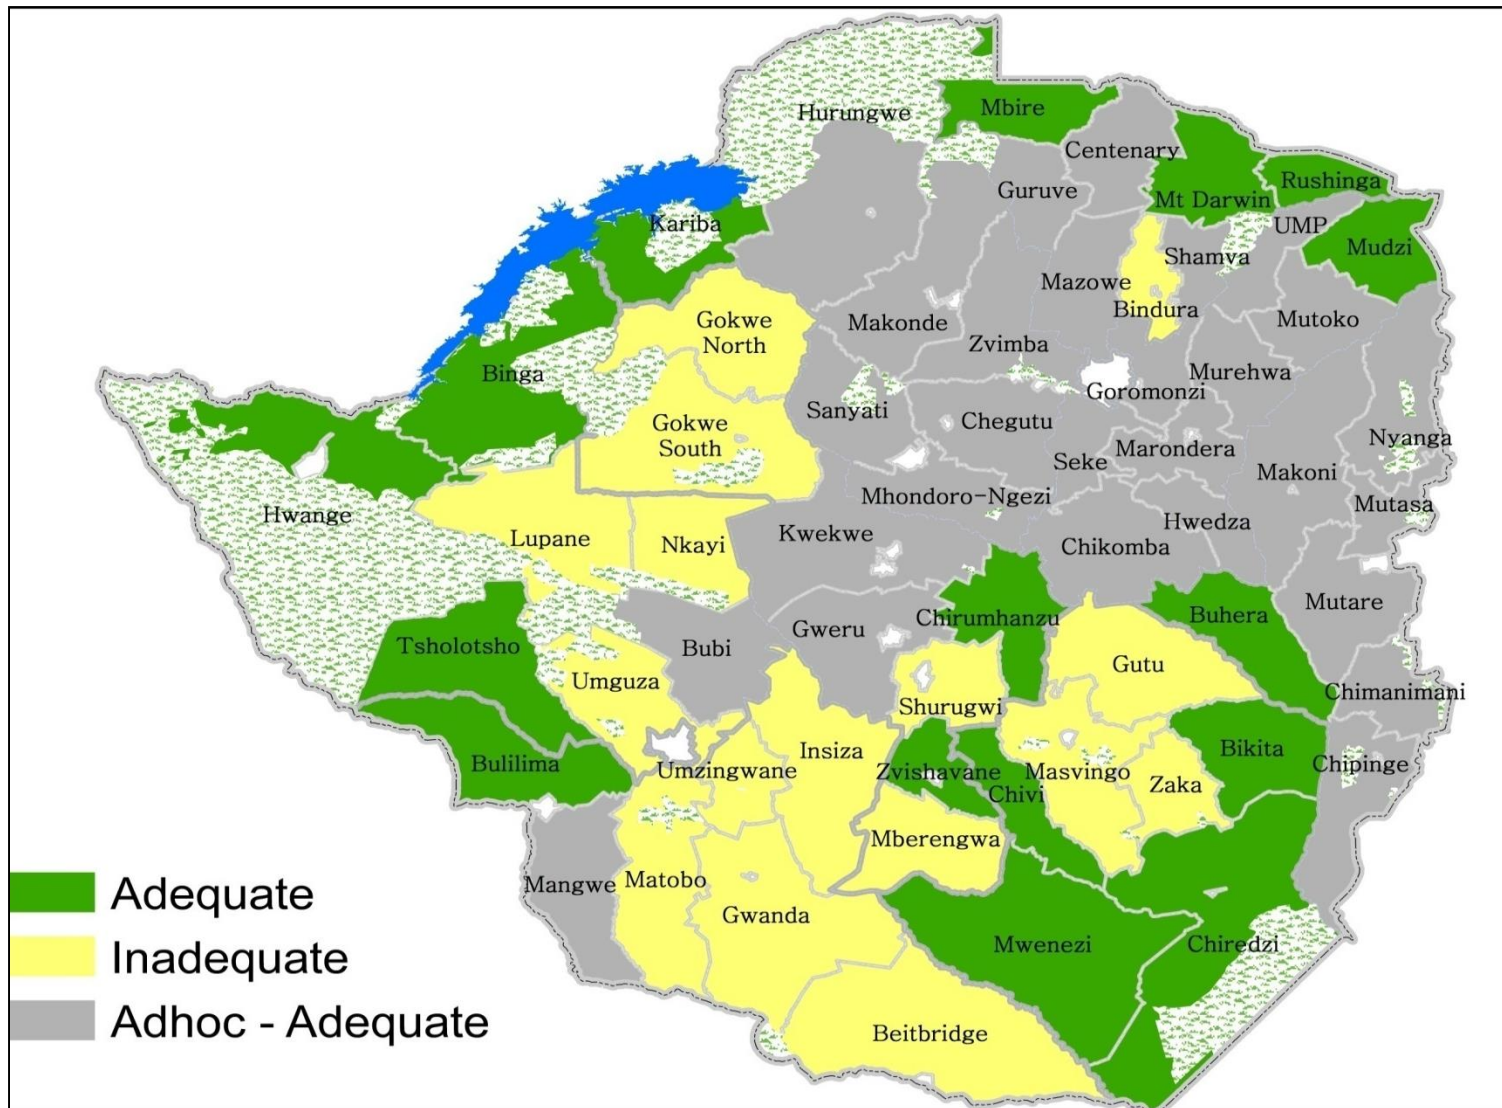 Hurungwe
Mbire
Centenary
Kariba
Guruve
Mt Darwin
Rushinga
UMP
Mudzi
Shamva
Mazowe
Bindura
Gokwe
North
Makonde
Zvimba
Mutoko
Binga
Murehwa
Goromonzi
Sanyati
Chegutu
Gokwe
South
Seke
Marondera
Nyanga
Makoni
Hwange
Lupane
Nkayi
Mhondoro-Ngezi
Kwekwe
Hwedza
Mutasa
Chikomba
Tsholotsho
Bubi
Gweru
Chirumhanzu
Buhera
Mutare
Umguza
Gutu
Shurugwi
Chimanimani
Bulilima
Umzingwane
Insiza
Zvishavane
Chivi
Masvingo
Zaka
Bikita
Chipinge
Mberengwa
Mangwe
Matobo
Gwanda
Mwenezi
Chiredzi
Beitbridge
Adequate
Inadequate
Adhoc - Adequate